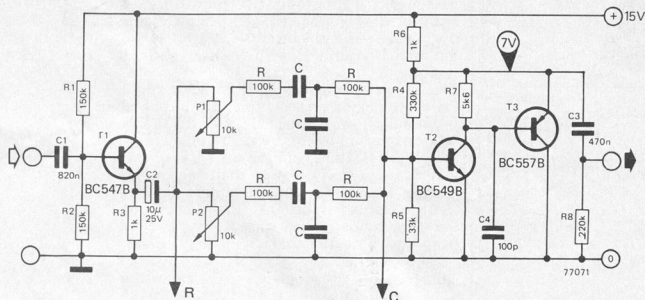 + 15V
R6
1k
7V
R1
150k
P1
10k
R
100k
C
R
100k
C
R4
330k
R7
5k6
T3
BC557B
C3
470n
C1
820n
T1
BC547B
C2
10µ
25V
T2
BC549B
R2
150k
R3
1k
P2
10k
R
100k
C
R
100k
C
R5
33k
C4
100p
R8
220k
77071
0
R
C